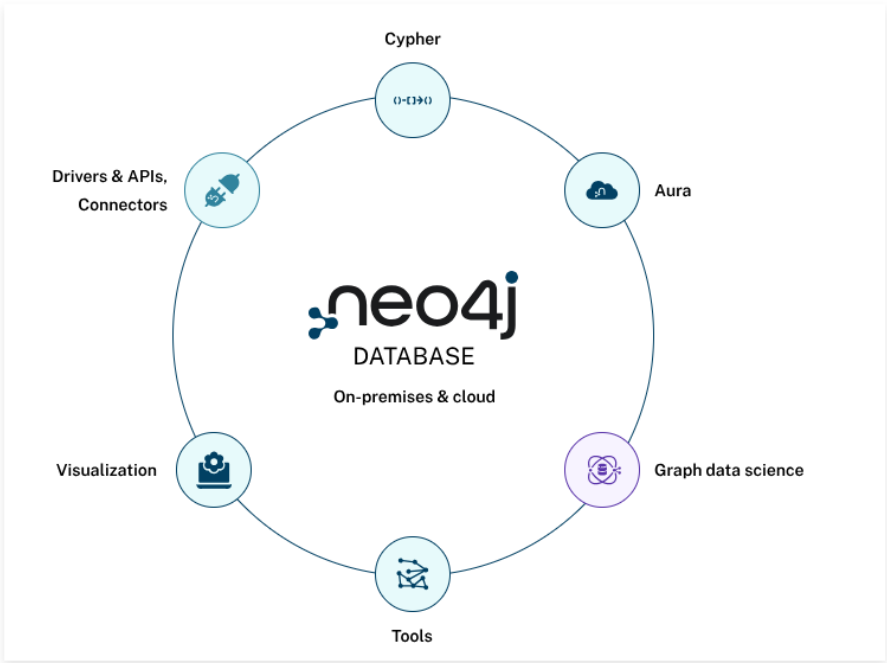 Cypher
()-[]->()
Drivers & APIs,
Connectors
Aura
n
neo4j
DATABASE
On-premises & cloud
Visualization
Graph data science
Tools